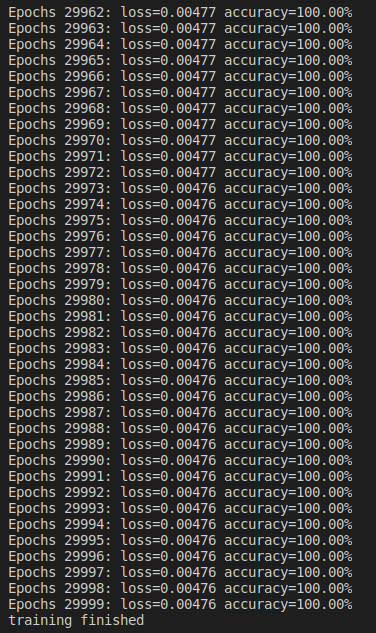 Epochs 29962: loss=0.00477 accuracy=100.00%
Epochs 29963: loss=0.00477 accuracy=100.00%
Epochs 29964: loss=0.00477 accuracy=100.00%
Epochs 29965: loss=0.00477 accuracy=100.00%
Epochs 29966: loss=0.00477 accuracy=100.00%
Epochs 29967: loss=0.00477 accuracy=100.00%
Epochs 29968: loss=0.00477 accuracy=100.00%
Epochs 29969: loss=0.00477 accuracy=100.00%
Epochs 29970: loss=0.00477 accuracy=100.00%
Epochs 29971: loss=0.00477 accuracy=100.00%
Epochs 29972: loss=0.00477 accuracy=100.00%
Epochs 29973: loss=0.00476 accuracy=100.00%
Epochs 29974: loss=0.00476 accuracy=100.00%
Epochs 29975: loss=0.00476 accuracy=100.00%
Epochs 29976: loss=0.00476 accuracy=100.00%
Epochs 29977: loss=0.00476 accuracy=100.00%
Epochs 29978: loss=0.00476 accuracy=100.00%
Epochs 29979: loss=0.00476 accuracy=100.00%
Epochs 29980: loss=0.00476 accuracy=100.00%
Epochs 29981: loss=0.00476 accuracy=100.00%
Epochs 29982: loss=0.00476 accuracy=100.00%
Epochs 29983: loss=0.00476 accuracy=100.00%
Epochs 29984: loss=0.00476 accuracy=100.00%
Epochs 29985: loss=0.00476 accuracy=100.00%
Epochs 29986: loss=0.00476 accuracy=100.00%
Epochs 29987: loss=0.00476 accuracy=100.00%
Epochs 29988: loss=0.00476 accuracy=100.00%
Epochs 29989: loss=0.00476 accuracy=100.00%
Epochs 29990: loss=0.00476 accuracy=100.00%
Epochs 29991: loss=0.00476 accuracy=100.00%
Epochs 29992: loss=0.00476 accuracy=100.00%
Epochs 29993: loss=0.00476 accuracy=100.00%
Epochs 29994: loss=0.00476 accuracy=100.00%
Epochs 29995: loss=0.00476 accuracy=100.00%
Epochs 29996: loss=0.00476 accuracy=100.00%
Epochs 29997: loss=0.00476 accuracy=100.00%
Epochs 29998: loss=0.00476 accuracy=100.00%
Epochs 29999: loss=0.00476 accuracy=100.00%
training finished